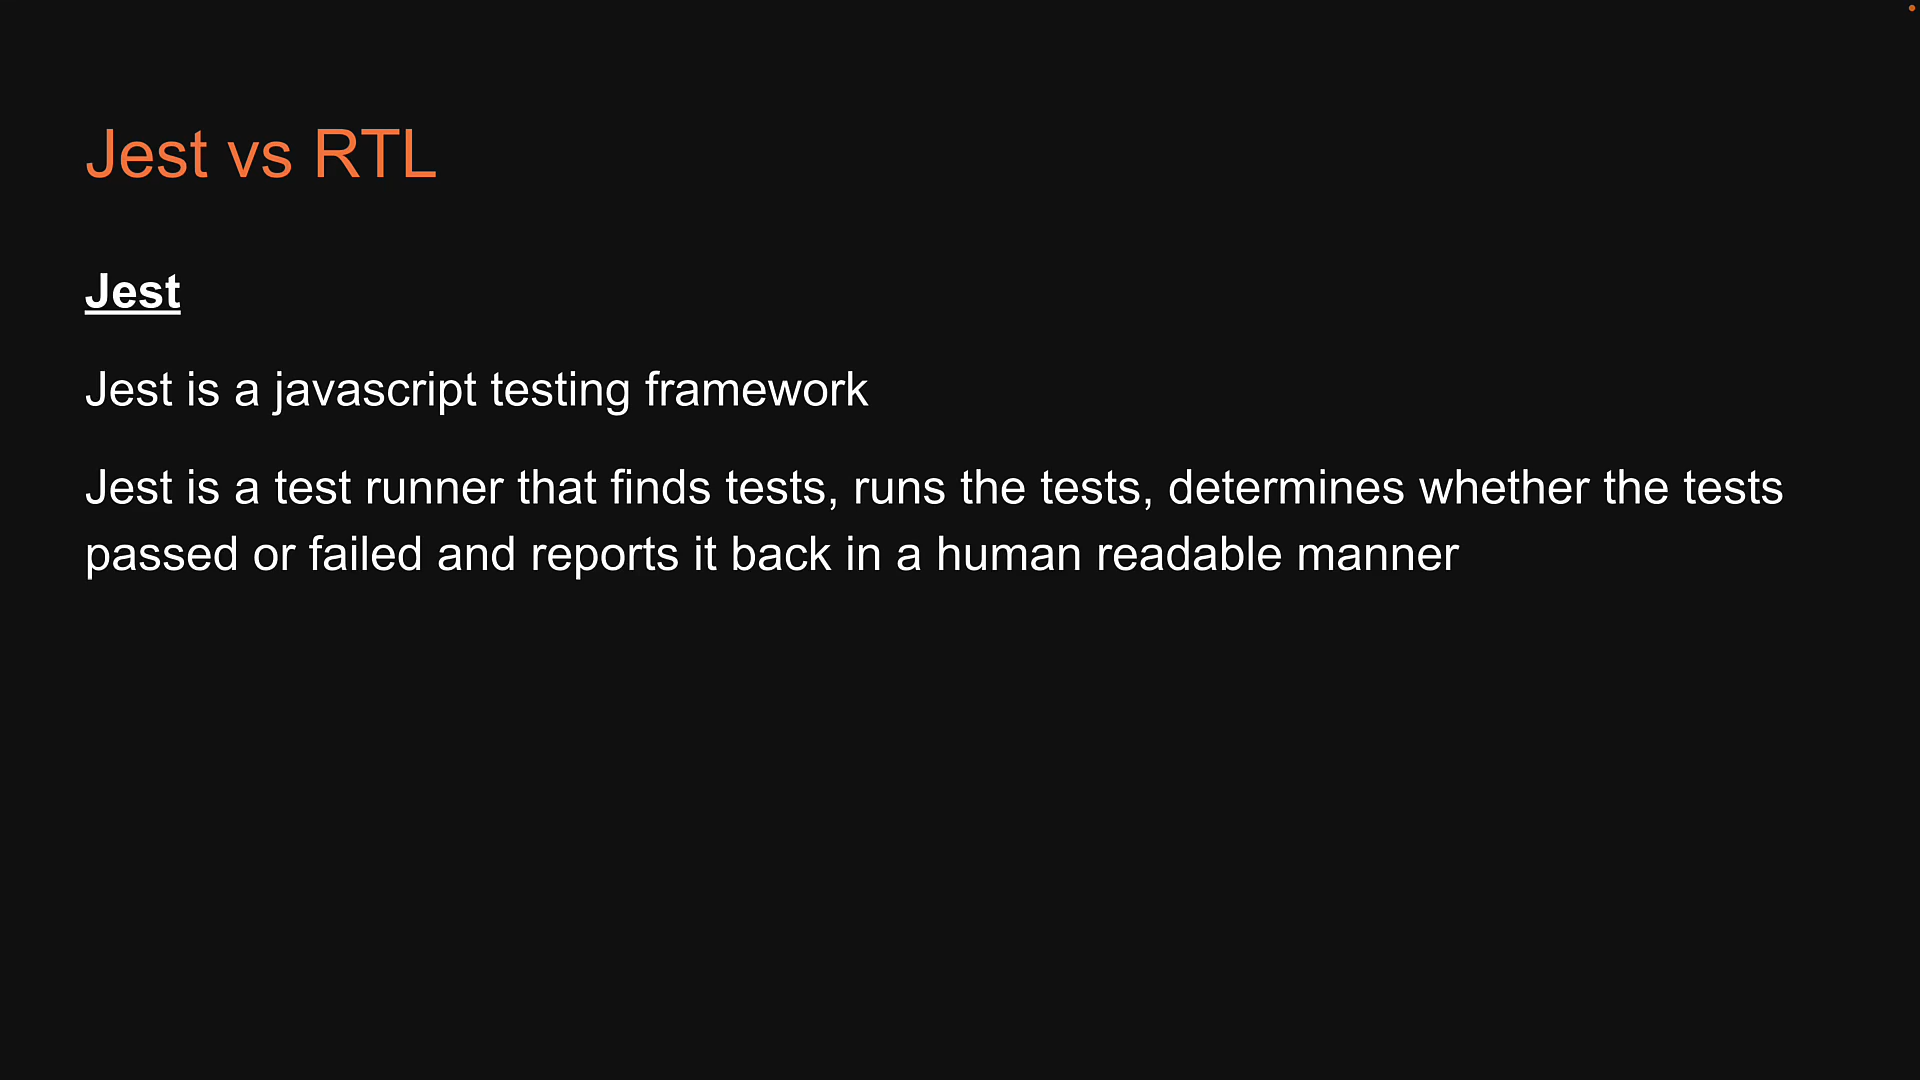 Jest vs RTL
Jest
Jest is a javascript testing framework
Jest is a test runner that finds tests, runs the tests, determines whether the tests
passed or failed and reports it back in a human readable manner